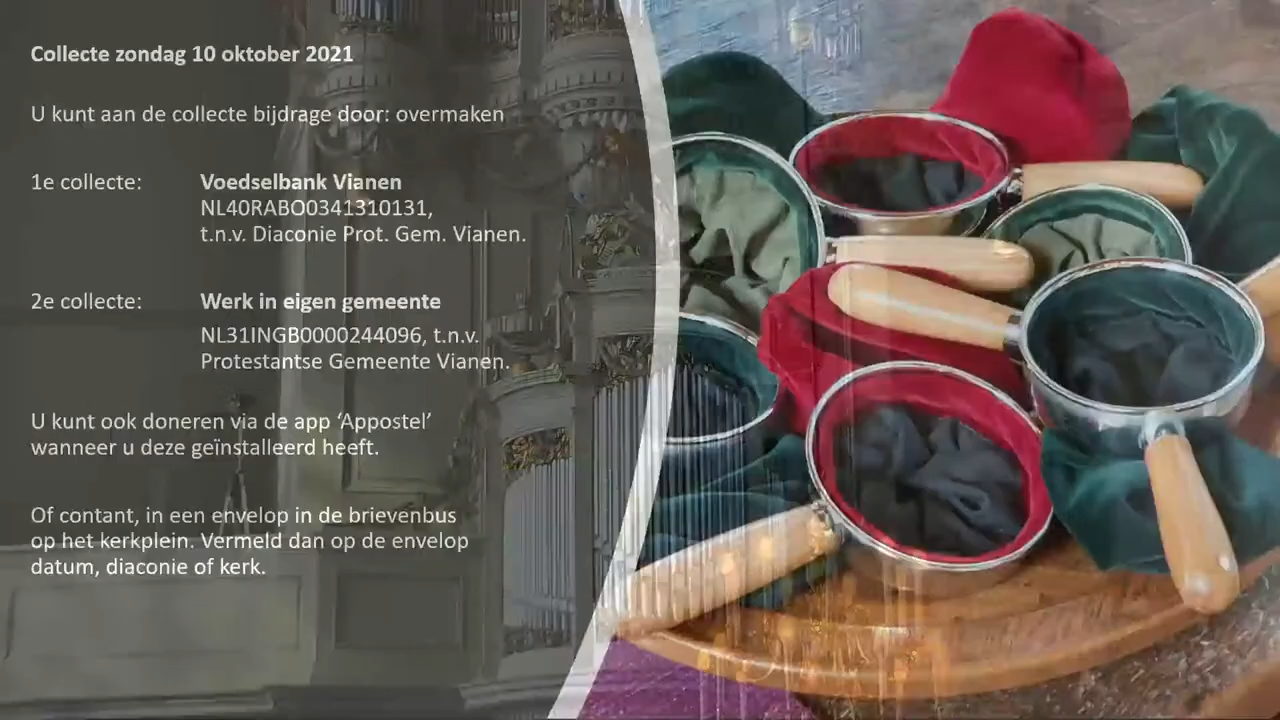 Collecte zondag 10 oktober 2021
U kunt aan de collecte bijdrage door: overmaken
1e collecte: Voedselbank Vianen
NL40RABO0341310131,
t.n.v. Diaconie Prot. Gem. Vianen.
2e collecte: Werk in eigen gemeente
NL31INGB0000244096, t.n.v.
Protestantse Gemeente Vianen.
U kunt ook doneren via de app ‘Appostel’
wanneer u deze geïnstalleerd heeft.
Of contant, in een envelop in de brievenbus
op het kerkplein. Vermeld dan op de envelop
datum, diaconie of kerk.